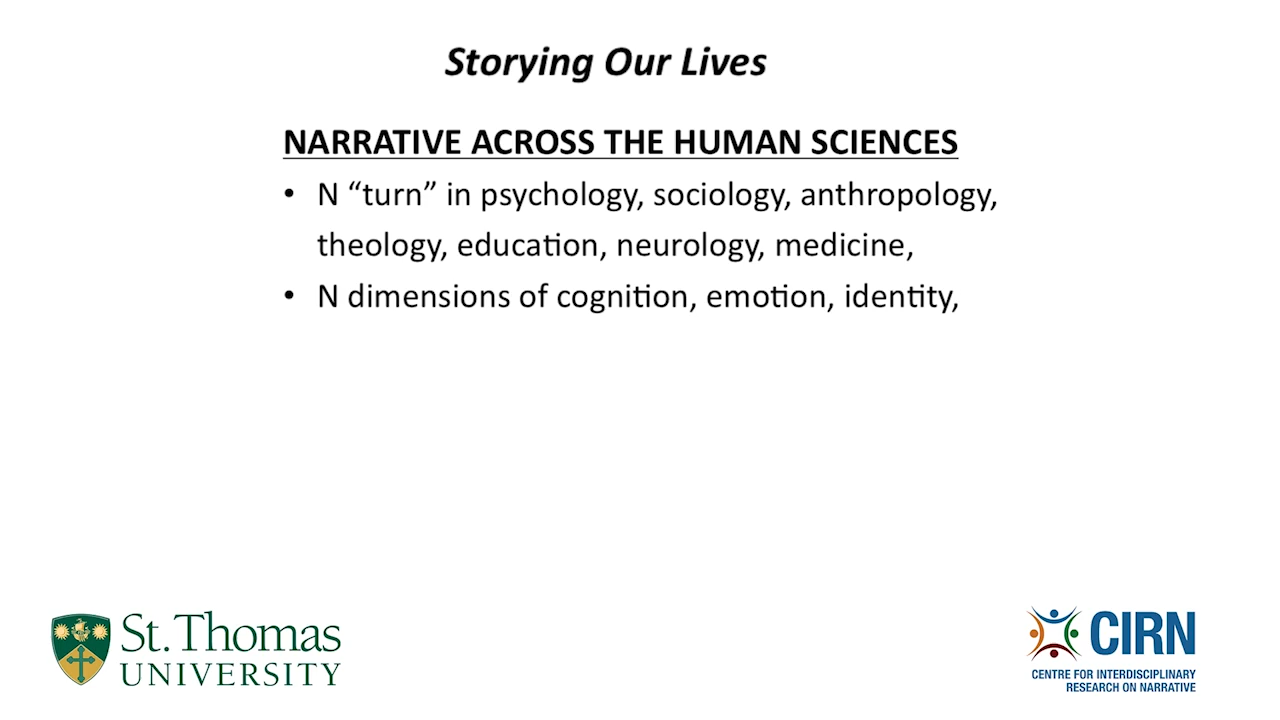 Storying Our Lives
NARRATIVE ACROSS THE HUMAN SCIENCES
• N “turn” in psychology, sociology, anthropology,
theology, education, neurology, medicine,
• N dimensions of cognition, emotion, identity,
St. Thomas
UNIVERSITY
CIRN
CENTRE FOR INTERDISCIPLINARY
RESEARCH ON NARRATIVE